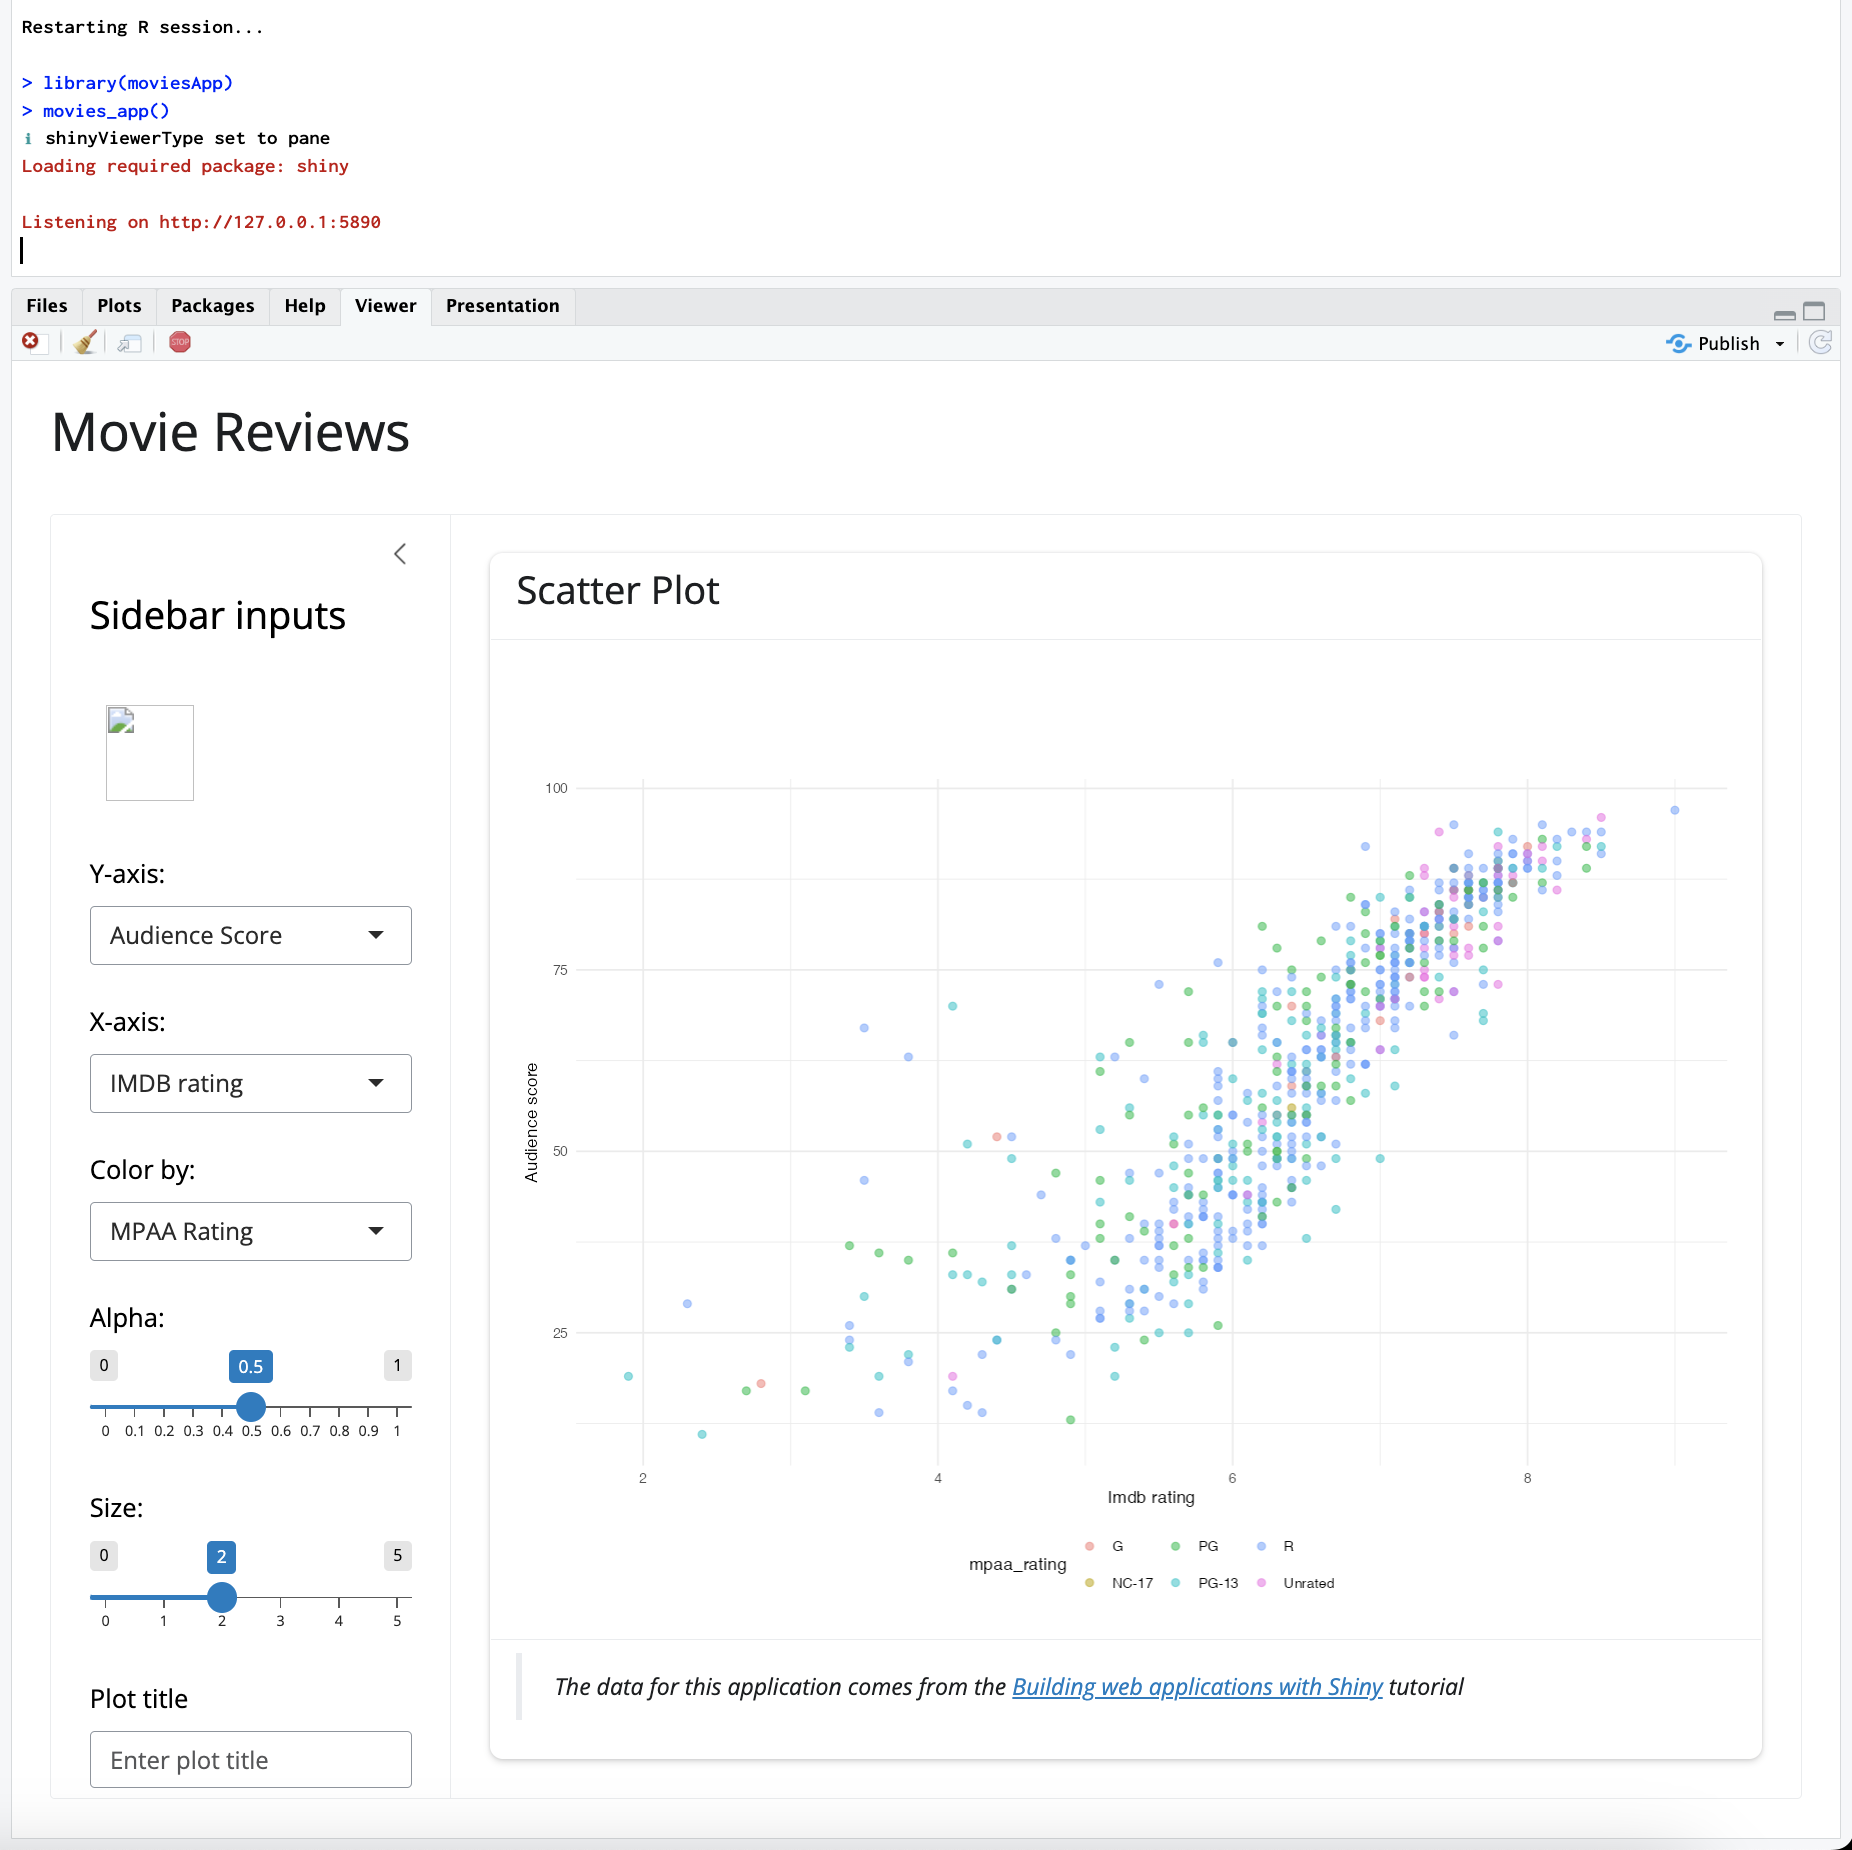 Restarting R session...
> library(moviesApp)
> movies_app()
ℹ shinyViewerType set to pane
Loading required package: shiny
Listening on http://127.0.0.1:5890
Files Plots Packages Help Viewer Presentation
STOP Publish
Movie Reviews
Sidebar inputs
Y-axis:
Audience Score
X-axis:
IMDB rating
Color by:
MPAA Rating
Alpha:
0 0.5 1
0 0.1 0.2 0.3 0.4 0.5 0.6 0.7 0.8 0.9 1
Size:
0 2 5
0 1 2 3 4 5
Plot title
Enter plot title
Scatter Plot
100
75
50
25
Audience score
2 4 6 8
Imdb rating
mpaa_rating
G PG R
NC-17 PG-13 Unrated
The data for this application comes from the Building web applications with Shiny tutorial